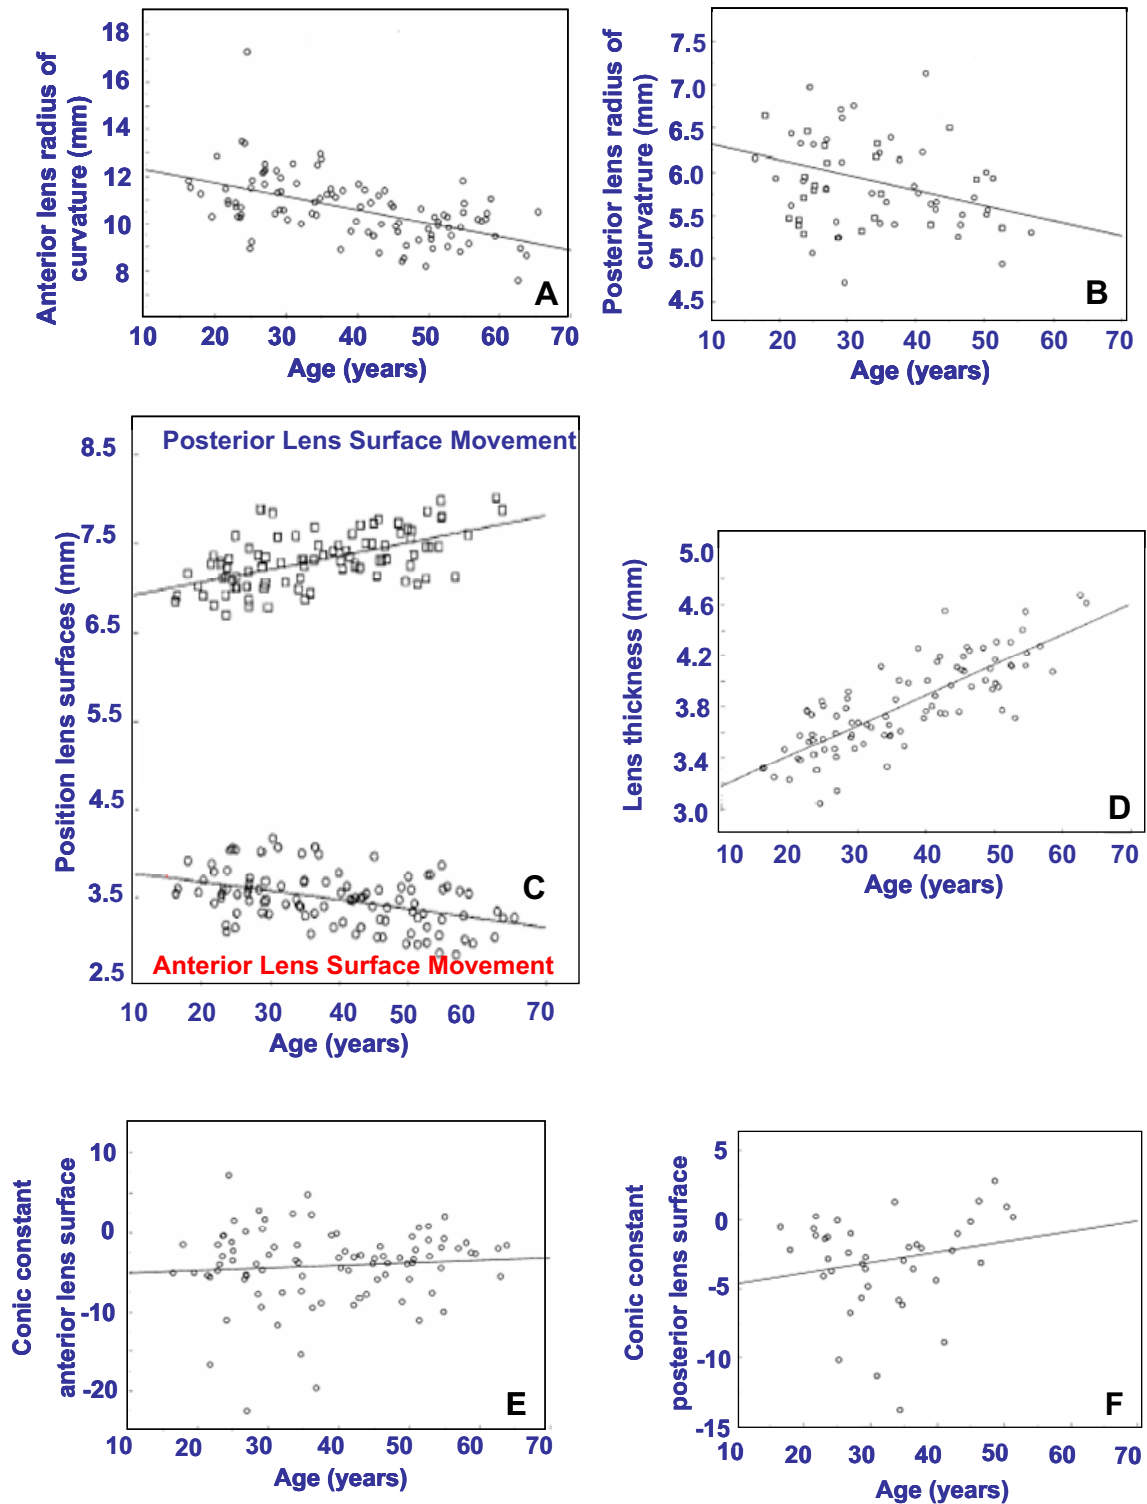 Anterior lens radius of
curvature (mm)
18
16
14
12
10
8
A
10 20 30 40 50 60 70
Age (years)
Posterior lens radius of
curvatrure (mm)
7.5
7.0
6.5
6.0
5.5
5.0
4.5
B
10 20 30 40 50 60 70
Age (years)
Position lens surfaces (mm)
Posterior Lens Surface Movement
8.5
7.5
6.5
5.5
4.5
3.5
2.5
C
Anterior Lens Surface Movement
10 20 30 40 50 60 70
Age (years)
Lens thickness (mm)
5.0
4.6
4.2
3.8
3.4
3.0
D
10 20 30 40 50 60 70
Age (years)
Conic constant
anterior lens surface
10
0
-10
-20
E
10 20 30 40 50 60 70
Age (years)
Conic constant
posterior lens surface
5
0
-5
-10
-15
F
10 20 30 40 50 60 70
Age (years)